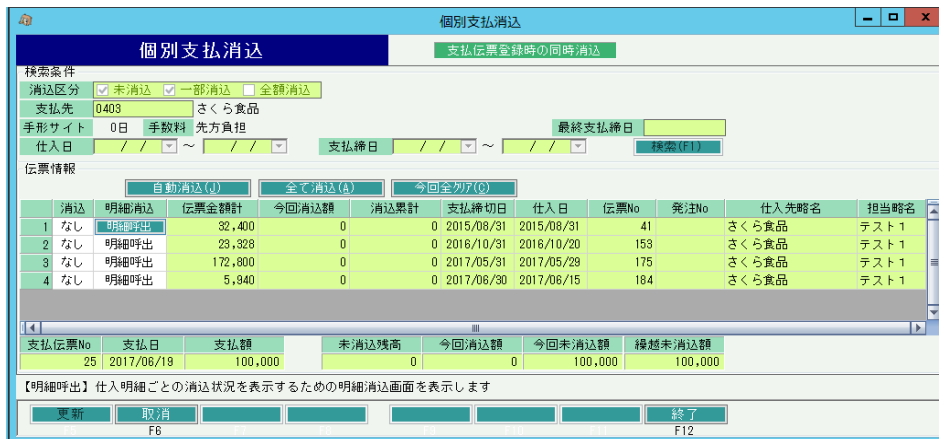 個別支払消込
個別支払消込 支払伝票登録時の同時消込
検索条件
消込区分 未消込 一部消込 全額消込
支払先 0403 さくら食品
手形サイト 0日 手数料 先方負担 最終支払締日
仕入日 / / ~ / / 支払締日 / / ~ / / 検索(F1)
伝票情報
自動消込(J) 全て消込(A) 今回全クリア(C)
消込 明細消込 伝票金額計 今回消込額 消込累計 支払締切日 仕入日 伝票No 発注No 仕入先略名 担当略名
1 なし 明細呼出 32,400 0 0 2015/08/31 2015/08/31 41 さくら食品 テスト1
2 なし 明細呼出 23,328 0 0 2016/10/31 2016/10/20 153 さくら食品 テスト1
3 なし 明細呼出 172,800 0 0 2017/05/31 2017/05/29 175 さくら食品 テスト1
4 なし 明細呼出 5,940 0 0 2017/06/30 2017/06/15 184 さくら食品 テスト1
支払伝票No 支払日 支払額 未消込残高 今回消込額 今回未消込額 繰越未消込額
25 2017/06/19 100,000 0 0 100,000 100,000
【明細呼出】仕入明細ごとの消込状況を表示するための明細消込画面を表示します
更新 取消 終了
F6 F12